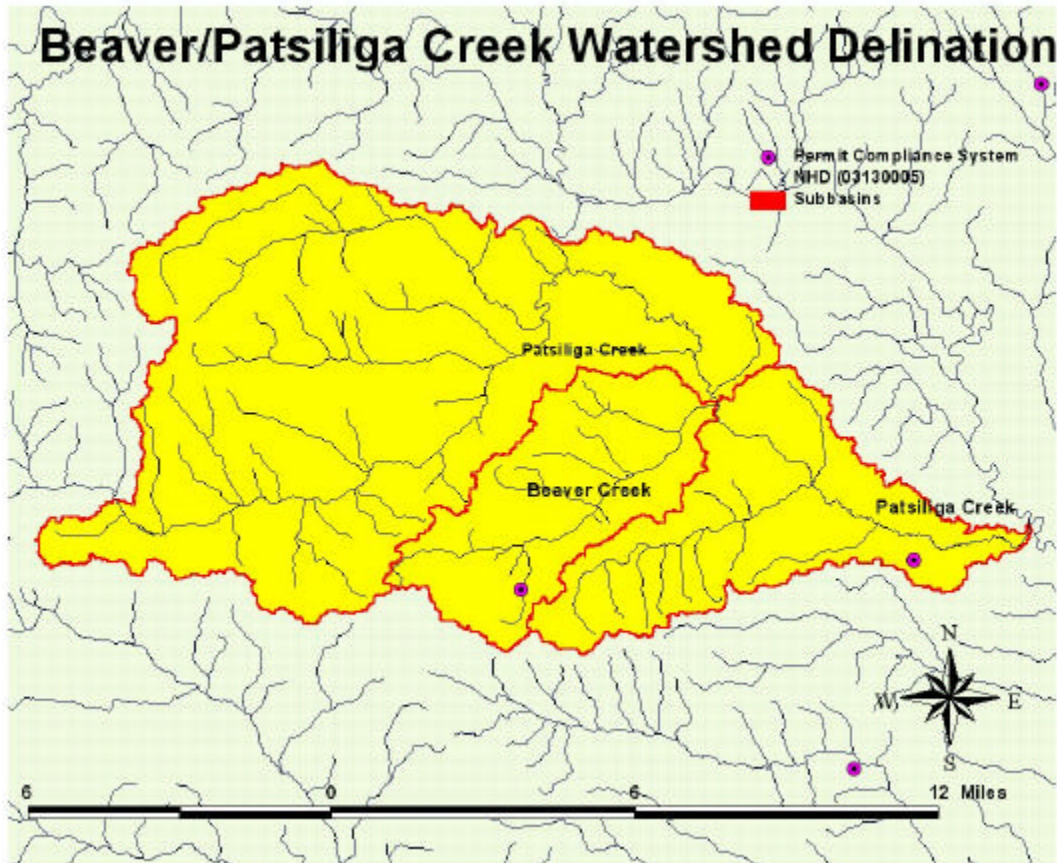 Beaver/Patsiliga Creek Watershed Delination
Permit Compliance System
NHD (03130005)
Subbasins
Patsiliga Creek
Beaver Creek
Patsiliga Creek
N
W E
S
6 0 6 12 Miles